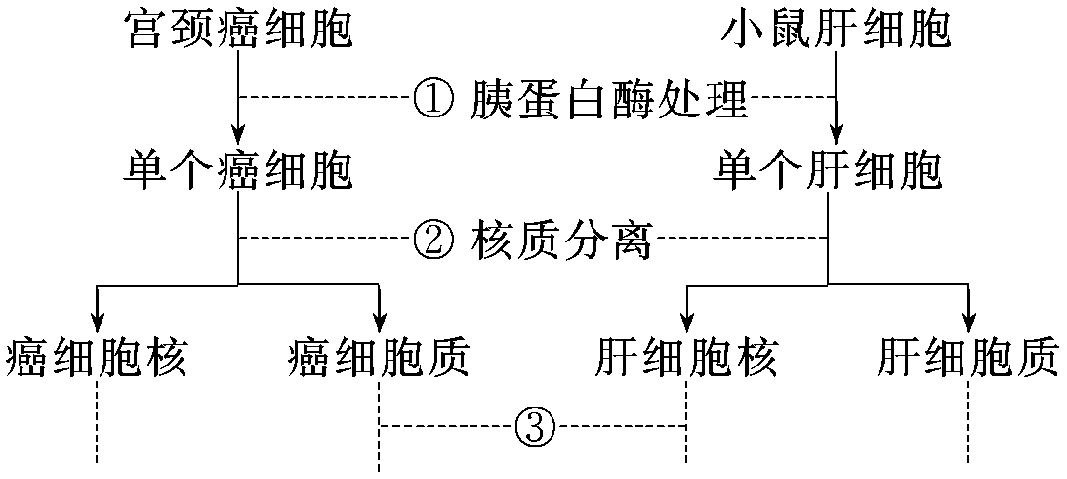 宫颈癌细胞 小鼠肝细胞
① 胰蛋白酶处理
单个癌细胞 单个肝细胞
② 核质分离
癌细胞核 癌细胞质 肝细胞核 肝细胞质
③